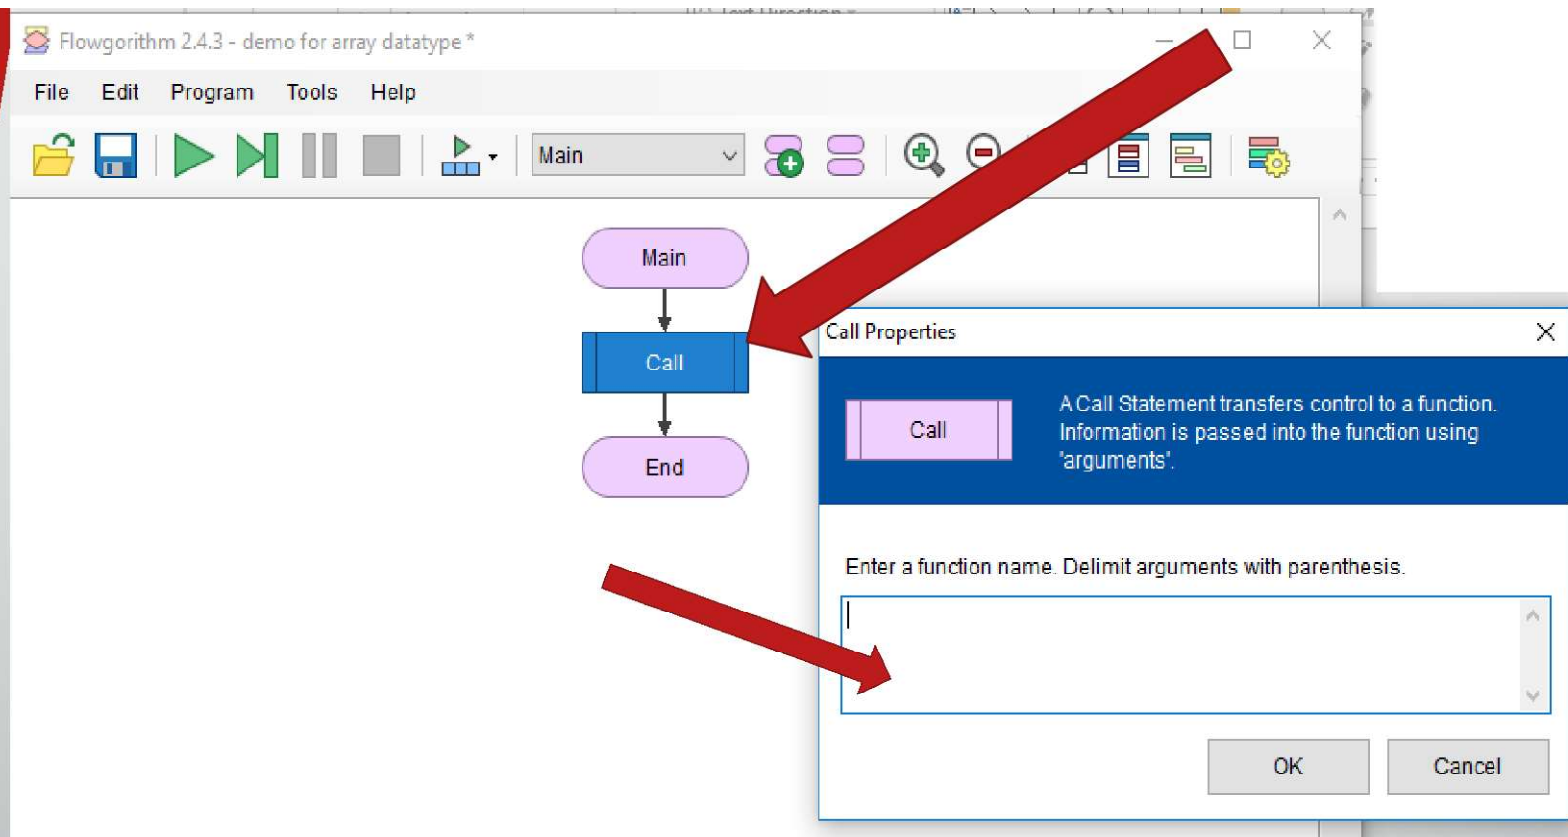 Flowgorithm 2.4.3 - demo for array datatype *
File Edit Program Tools Help
Main
Main
Call
End
Call Properties
Call
A Call Statement transfers control to a function.
Information is passed into the function using
'arguments'.
Enter a function name. Delimit arguments with parenthesis.
OK Cancel